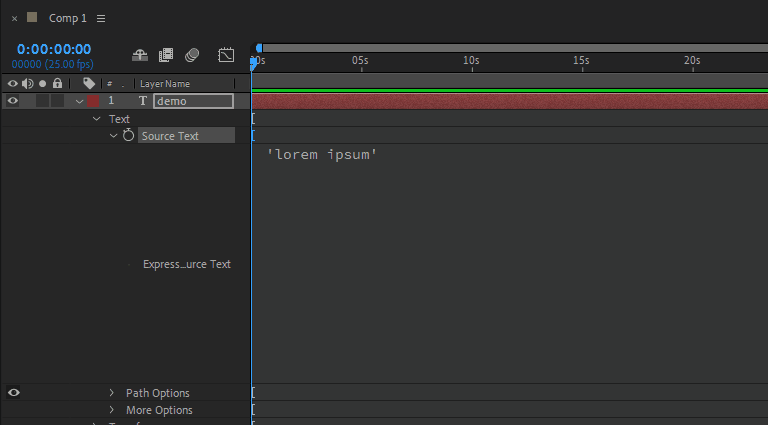 × Comp 1
0:00:00:00
00000 (25.00 fps)
00s 05s 10s 15s 20s
# . Layer Name
1 T demo
Text
Source Text
'lorem ipsum'
Express...urce Text
Path Options
More Options